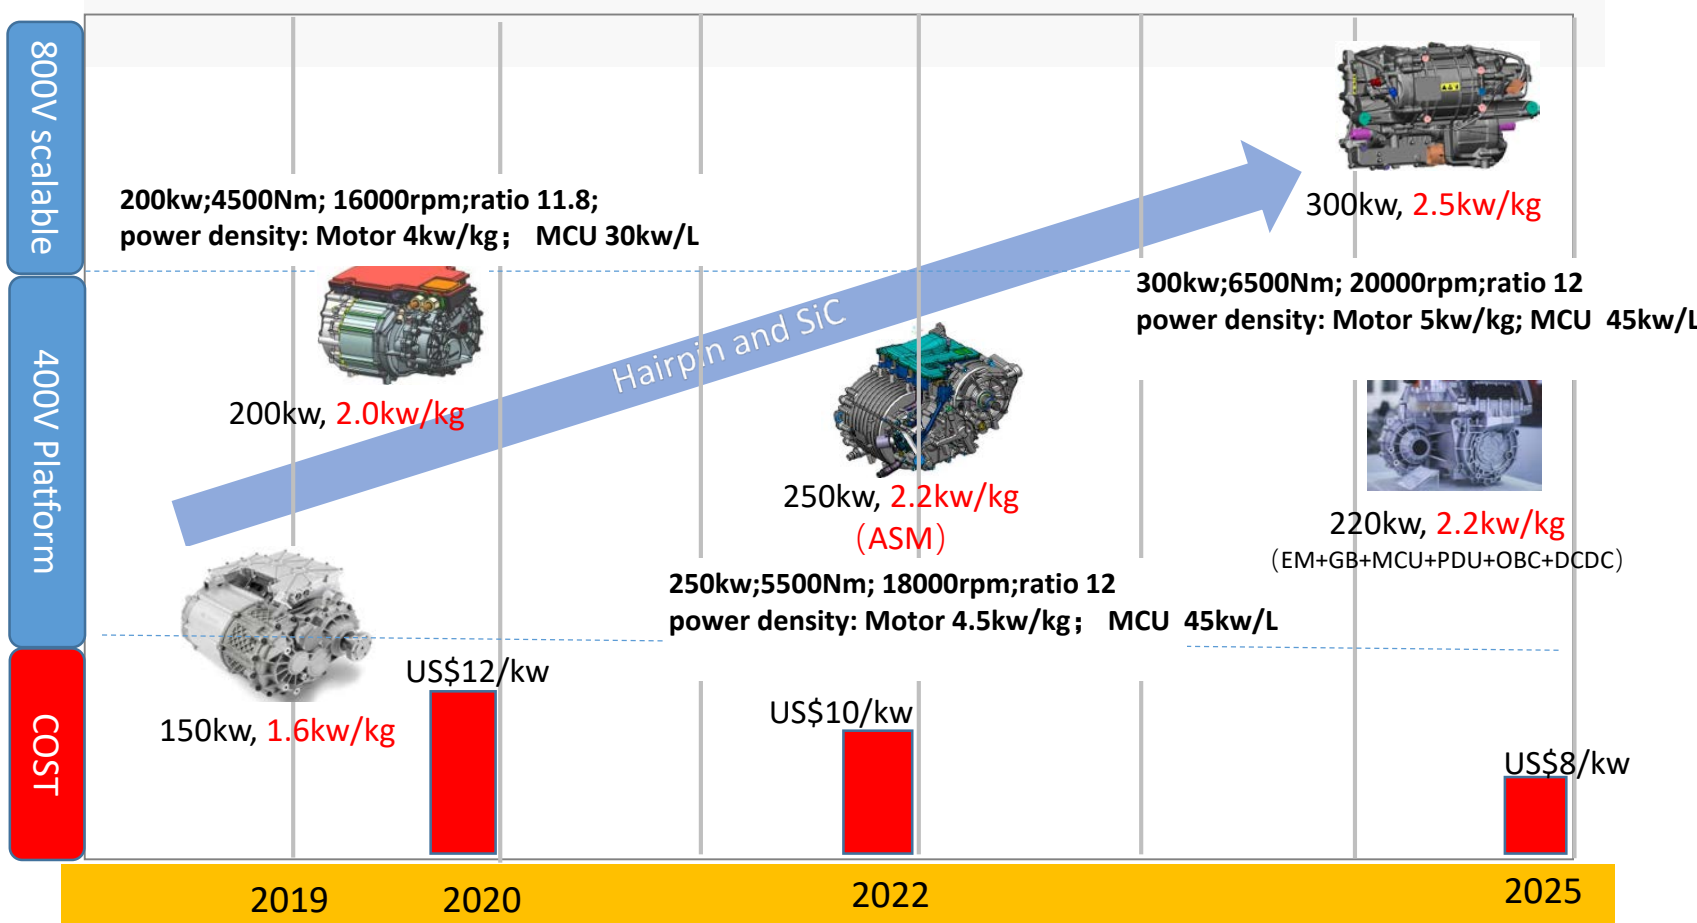 800V scalable
400V Platform
COST
200kw;4500Nm; 16000rpm;ratio 11.8;
power density: Motor 4kw/kg； MCU 30kw/L
200kw, 2.0kw/kg
150kw, 1.6kw/kg
Hairpin and SiC
250kw, 2.2kw/kg
（ASM）
250kw;5500Nm; 18000rpm;ratio 12
power density: Motor 4.5kw/kg； MCU 45kw/L
300kw, 2.5kw/kg
300kw;6500Nm; 20000rpm;ratio 12
power density: Motor 5kw/kg; MCU 45kw/L
220kw, 2.2kw/kg
（EM+GB+MCU+PDU+OBC+DCDC）
US$12/kw
US$10/kw
US$8/kw
2019
2020
2022
2025